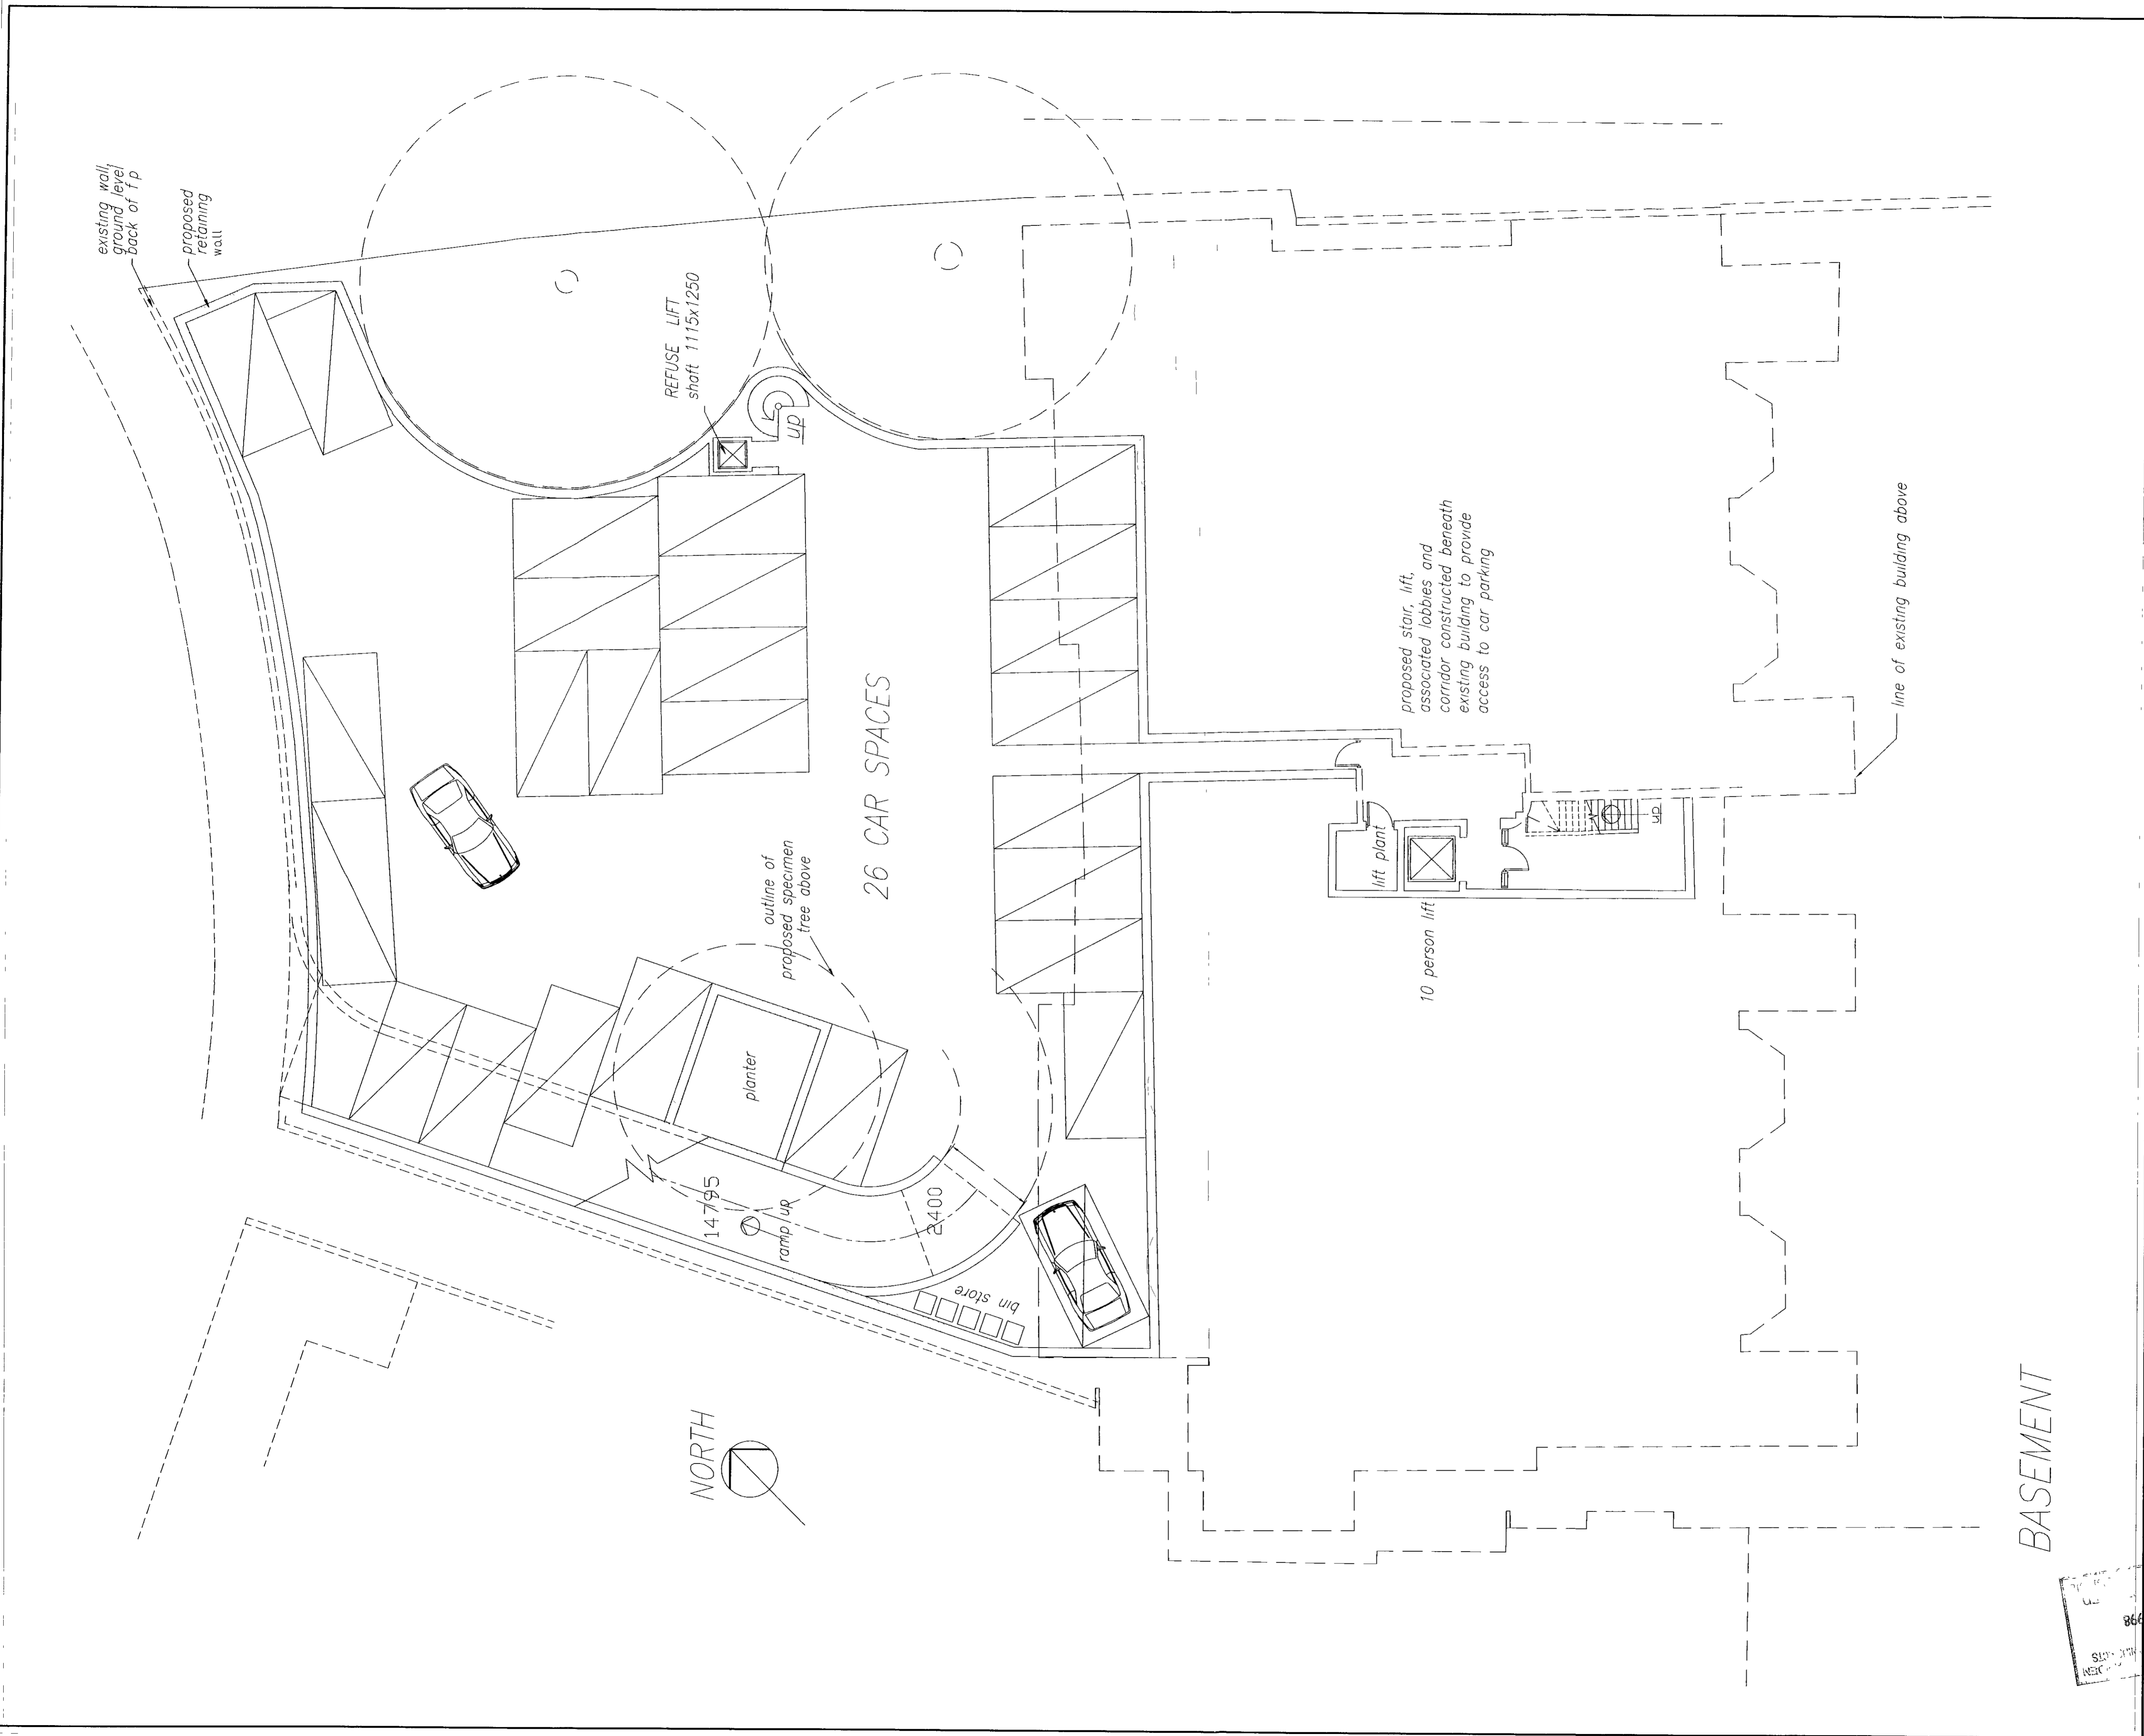 existing wall,
ground level
back of f p
proposed
retaining
wall
REFUSE LIFT
shaft 1115x1250
up
26 CAR SPACES
outline of
proposed specimen
tree above
planter
14795
ramp up
2400
bin store
proposed stair, lift,
associated lobbies and
corridor constructed beneath
existing building to provide
access to car parking
lift plant
10 person lift
up
line of existing building above
NORTH
BASEMENT